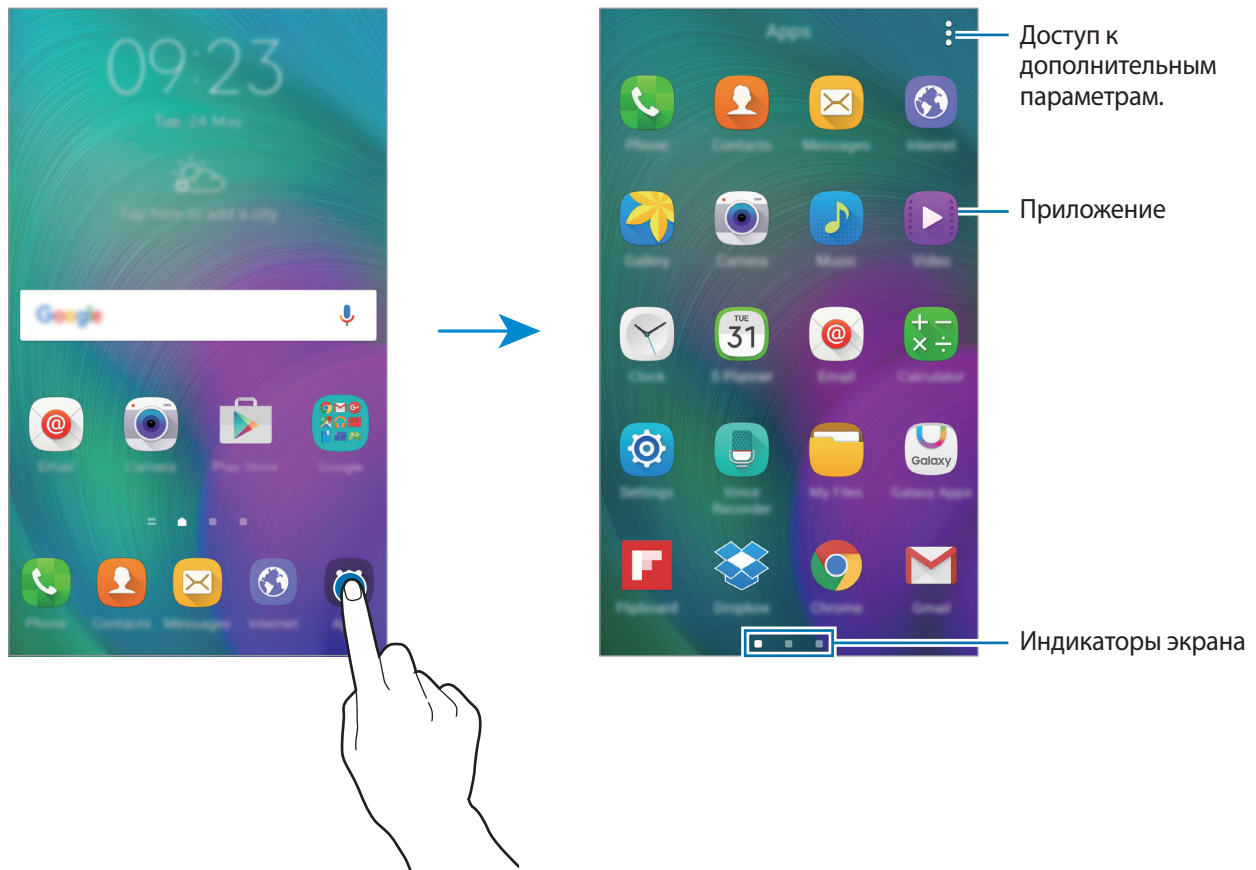 09:23
Tue, 24 May
Tap here to add a city
Google
Email
Camera
Play Store
Google
Phone
Contacts
Messages
Internet
Apps
Доступ к
дополнительным
параметрам.
Phone
Contacts
Messages
Internet
Приложение
Gallery
Camera
Music
Video
TUE
31
Clock
S Planner
Email
Calculator
Galaxy
Settings
Voice
Recorder
My Files
Galaxy Apps
Flipboard
Dropbox
Chrome
Gmail
Индикаторы экрана